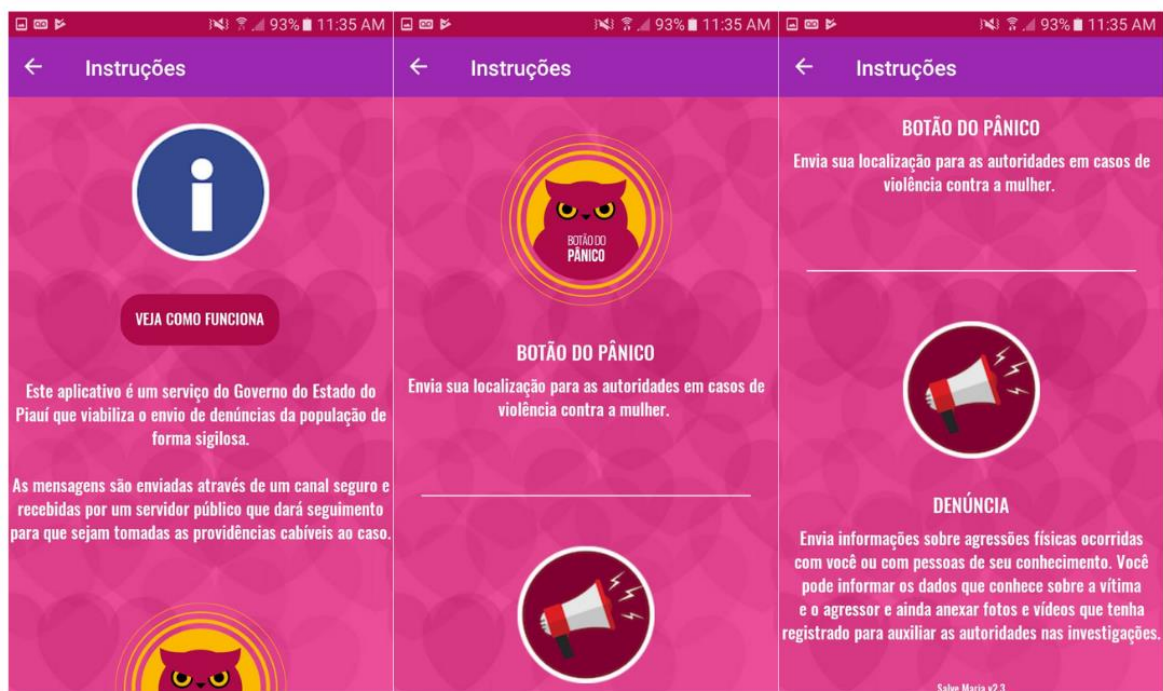 93% 11:35 AM
Instruções
VEJA COMO FUNCIONA
Este aplicativo é um serviço do Governo do Estado do
Piauí que viabiliza o envio de denúncias da população de
forma sigilosa.
As mensagens são enviadas através de um canal seguro e
recebidas por um servidor público que dará seguimento
para que sejam tomadas as providências cabíveis ao caso.
93% 11:35 AM
Instruções
BOTÃO DO
PÂNICO
BOTÃO DO PÂNICO
Envia sua localização para as autoridades em casos de
violência contra a mulher.
93% 11:35 AM
Instruções
BOTÃO DO PÂNICO
Envia sua localização para as autoridades em casos de
violência contra a mulher.
DENÚNCIA
Envia informações sobre agressões físicas ocorridas
com você ou com pessoas de seu conhecimento. Você
pode informar os dados que conhece sobre a vítima
e o agressor e ainda anexar fotos e vídeos que tenha
registrado para auxiliar as autoridades nas investigações.
Salve Maria v2.3